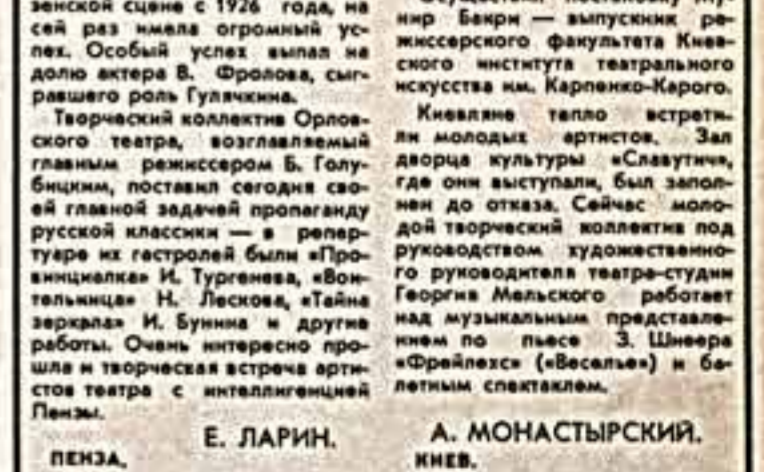 зенской сцене с 1926 года, на
сей раз имела огромный ус-
пех. Особый успех выпал на
долю актера В. Фролова, сыг-
равшего роль Гулячкина.
Творческий коллектив Орлов-
ского театра, возглавляемый
главным режиссером Б. Голу-
бицким, поставил сегодня сво-
ей главной задачей пропаганду
русской классики — в репер-
туаре их гастролей были «Про-
винциалка» И. Тургенева, «Вои-
тельница» Н. Лескова, «Тайна
зеркала» И. Бунина и другие
работы. Очень интересно про-
шла и творческая встреча арти-
стов театра с интеллигенцией
Пензы.
Е. ЛАРИН.
ПЕНЗА.
нир Бакри — выпускник ре-
жиссерского факультета Киев-
ского института театрального
искусства им. Карпенко-Карого.
Киевляне тепло встрети-
ли молодых артистов. Зал
дворца культуры «Славутич»,
где они выступали, был запол-
нен до отказа. Сейчас моло-
дой творческий коллектив под
руководством художественно-
го руководителя театра-студии
Георгия Мельского работает
над музыкальным представле-
нием по пьесе З. Шнеера
«Фрейлехс» («Веселье») и ба-
летным спектаклем.
А. МОНАСТЫРСКИЙ.
КИЕВ.